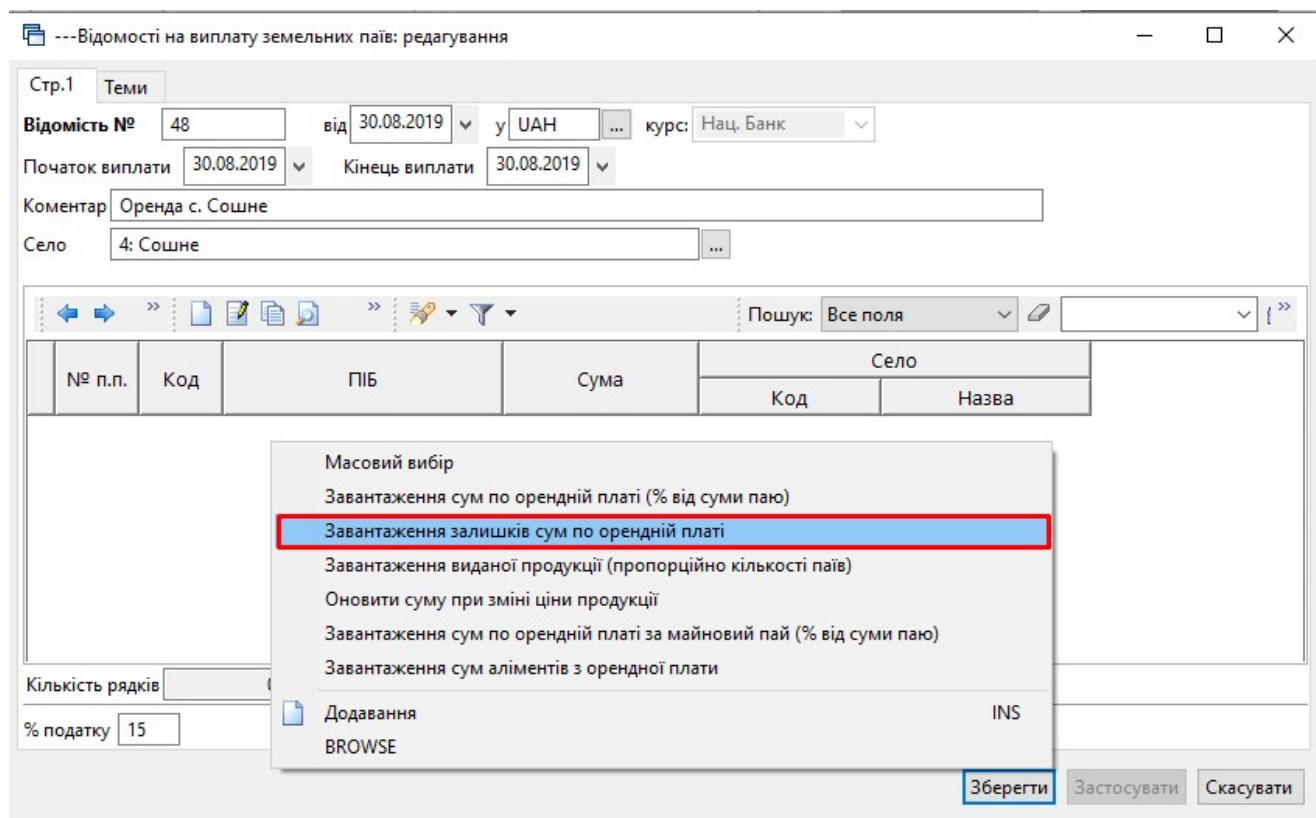 ---Відомості на виплату земельних паїв: редагування
Стр.1 Теми
Відомість № 48 від 30.08.2019 у UAH ... курс: Нац. Банк
Початок виплати 30.08.2019 Кінець виплати 30.08.2019
Коментар Оренда с. Сошне
Село 4: Сошне ...
Пошук: Все поля
№ п.п. Код ПІБ Сума Село
Код Назва
Масовий вибір
Завантаження сум по орендній платі (% від суми паю)
Завантаження залишків сум по орендній платі
Завантаження виданої продукції (пропорційно кількості паїв)
Оновити суму при зміні ціни продукції
Завантаження сум по орендній платі за майновий пай (% від суми паю)
Завантаження сум аліментів з орендної плати
Кількість рядків
Додавання INS
% податку 15
BROWSE
Зберегти Застосувати Скасувати